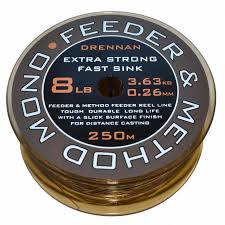 FEEDER & METHOD MONO
DRENNAN
EXTRA STRONG
FAST SINK
8LB
3.63KG
0.26MM
FEEDER & METHOD FEEDER REEL LINE
TOUGH DURABLE LONG LIFE
WITH A SLICK SURFACE FINISH
FOR DISTANCE CASTING
250M